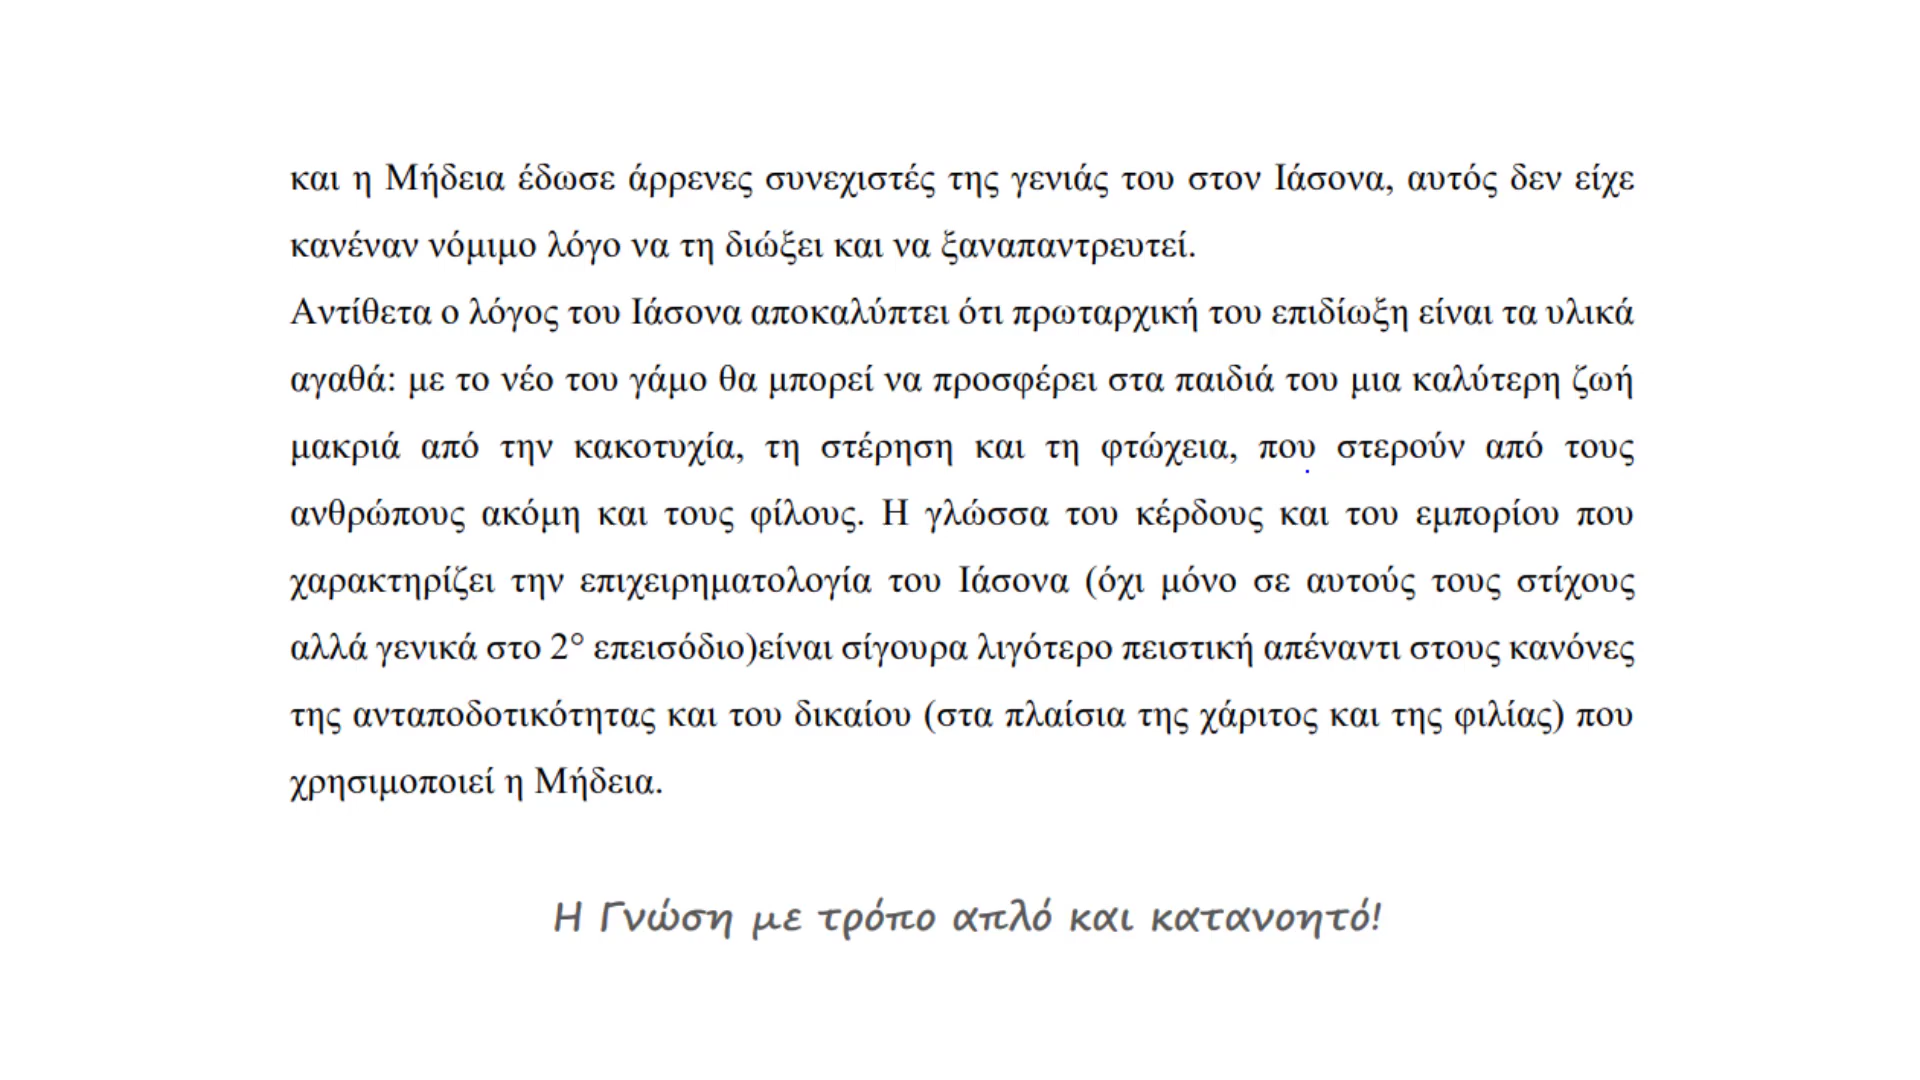 και η Μήδεια έδωσε άρρενες συνεχιστές της γενιάς του στον Ιάσονα, αυτός δεν είχε
κανέναν νόμιμο λόγο να τη διώξει και να ξαναπαντρευτεί.
Αντίθετα ο λόγος του Ιάσονα αποκαλύπτει ότι πρωταρχική του επιδίωξη είναι τα υλικά
αγαθά: με το νέο του γάμο θα μπορεί να προσφέρει στα παιδιά του μια καλύτερη ζωή
μακριά από την κακοτυχία, τη στέρηση και τη φτώχεια, που στερούν από τους
ανθρώπους ακόμη και τους φίλους. Η γλώσσα του κέρδους και του εμπορίου που
χαρακτηρίζει την επιχειρηματολογία του Ιάσονα (όχι μόνο σε αυτούς τους στίχους
αλλά γενικά στο 2° επεισόδιο)είναι σίγουρα λιγότερο πειστική απέναντι στους κανόνες
της ανταποδοτικότητας και του δικαίου (στα πλαίσια της χάριτος και της φιλίας) που
χρησιμοποιεί η Μήδεια.
Η Γνώση με τρόπο απλό και κατανοητό!